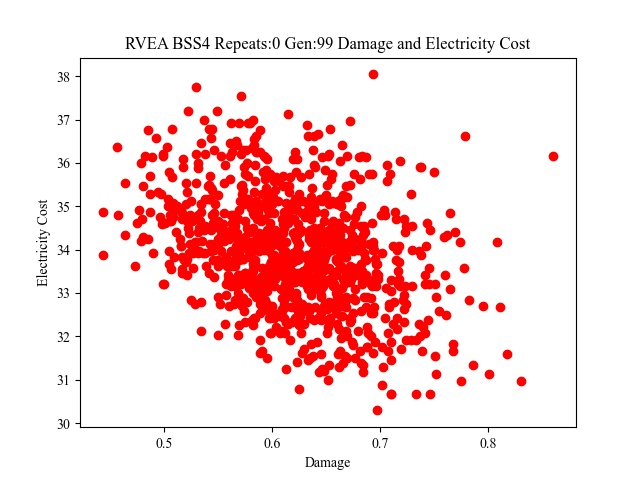 RVEA BSS4 Repeats:0 Gen:99 Damage and Electricity Cost
38
37
36
35
34
33
32
31
30
Electricity Cost
0.5 0.6 0.7 0.8
Damage